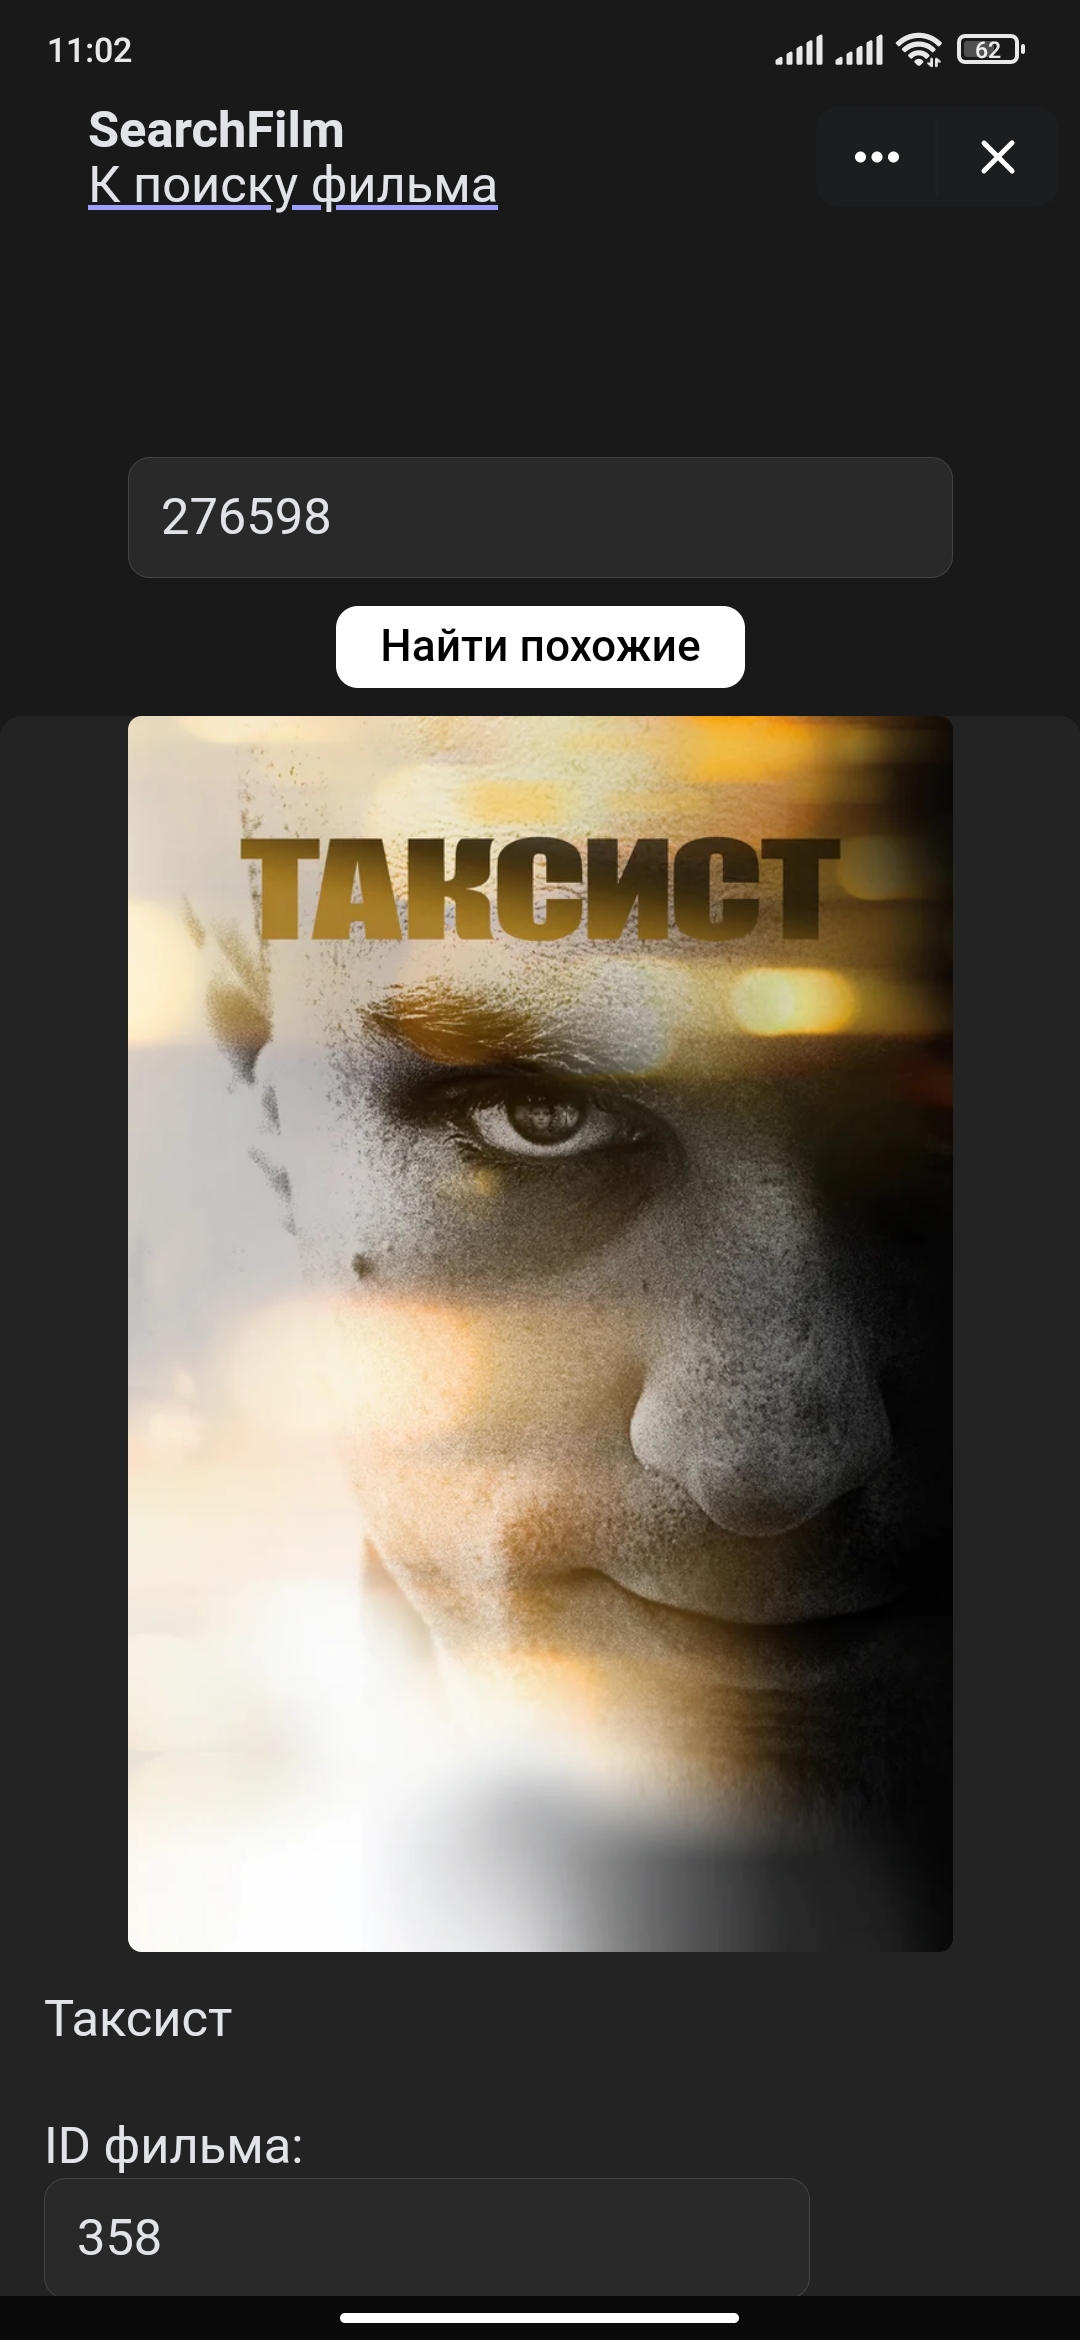 11:02
62
SearchFilm
К поиску фильма
276598
Найти похожие
ТАКСИСТ
Таксист
ID фильма:
358